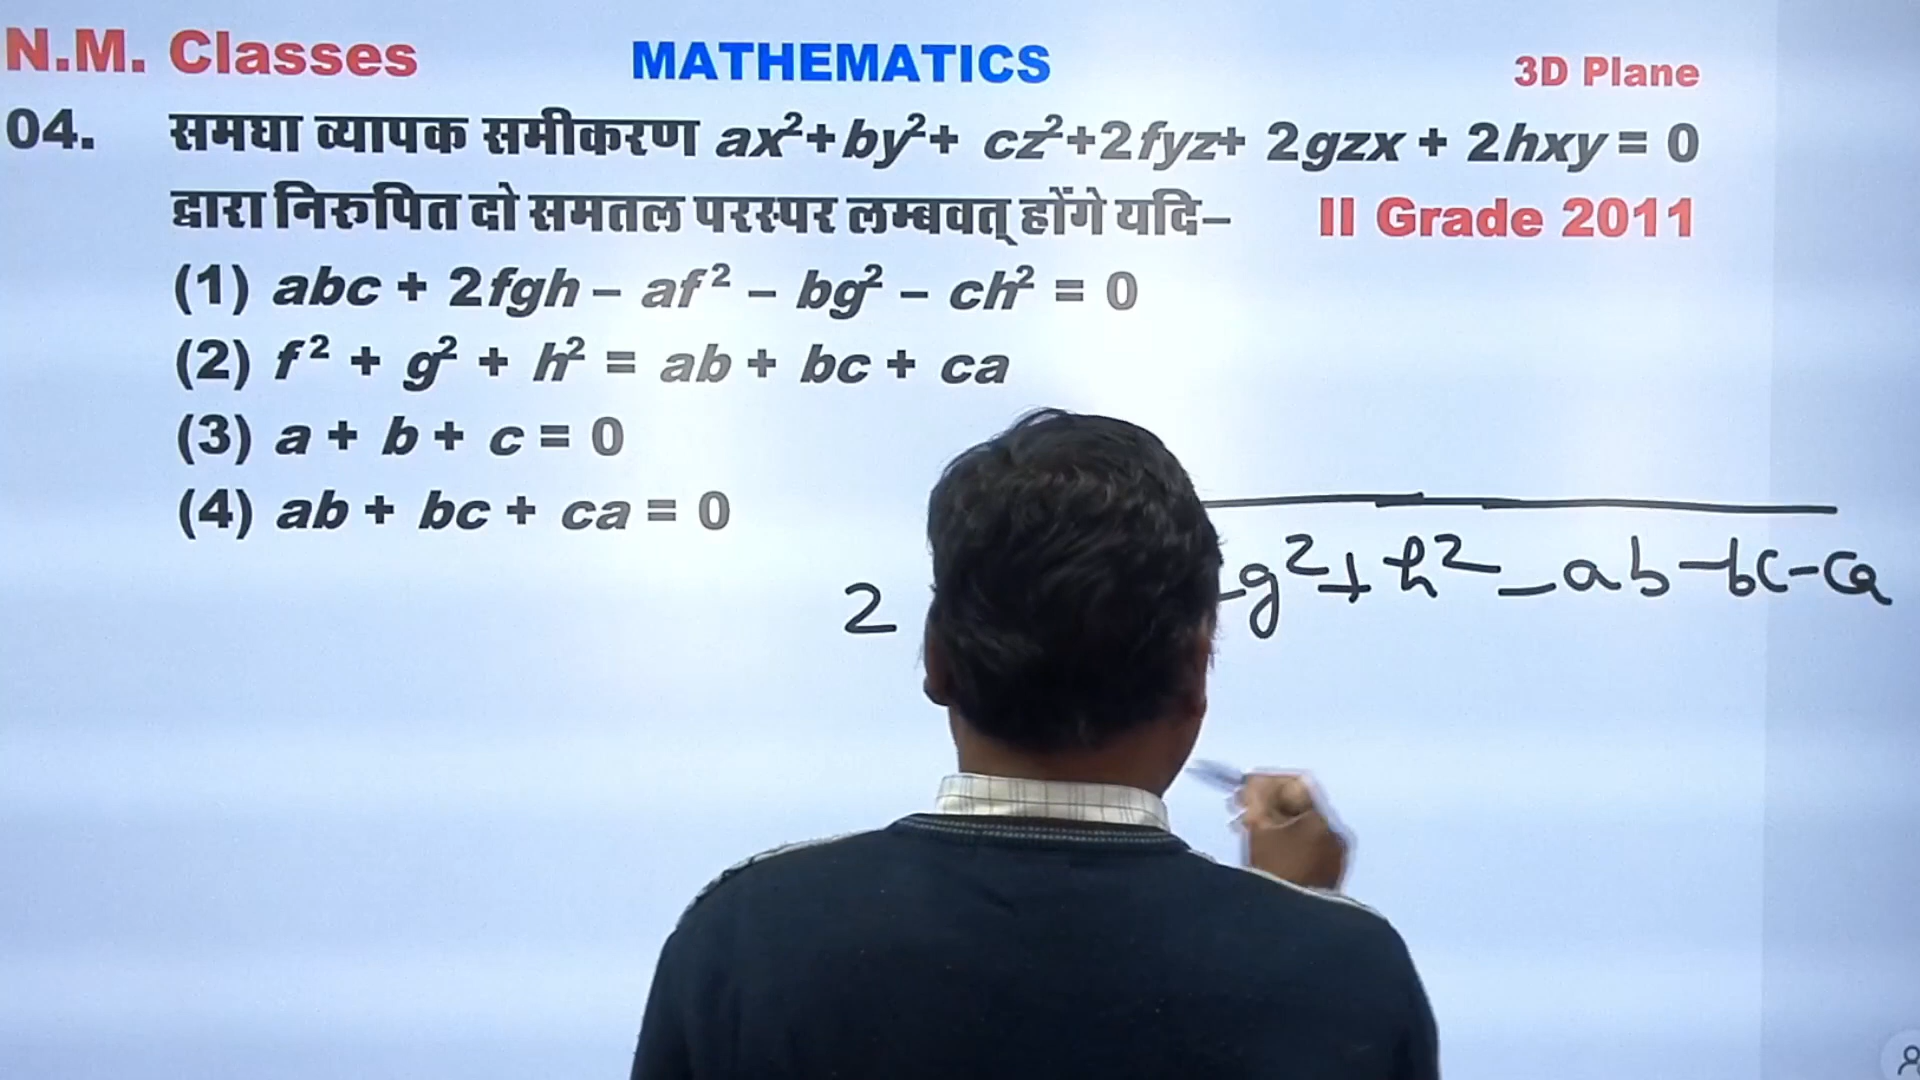 N.M. Classes MATHEMATICS 3D Plane
04. समघा व्यापक समीकरण ax²+by²+ cz²+2fyz+ 2gzx + 2hxy = 0
द्वारा निरूपित दो समतल परस्पर लम्बवत् होंगे यदि– II Grade 2011
(1) abc + 2fgh – af² – bg² – ch² = 0
(2) f² + g² + h² = ab + bc + ca
(3) a + b + c = 0
(4) ab + bc + ca = 0
2 g²+h²-ab-bc-ca